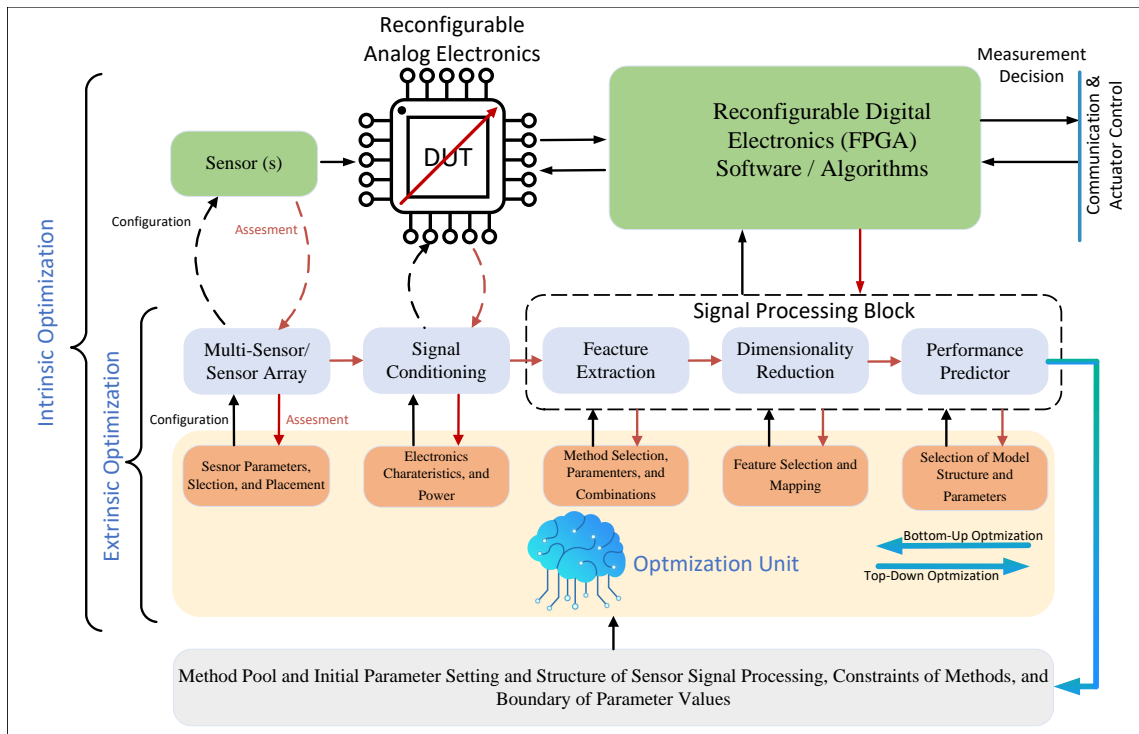 Reconfigurable
Analog Electronics
Measurement
Decision
Communication &
Actuator Control
Reconfigurable Digital
Electronics (FPGA)
Software / Algorithms
DUT
Sensor (s)
Configuration
Assesment
Intrinsic Optimization
Extrinsic Optimization
Signal Processing Block
Multi-Sensor/
Sensor Array
Signal
Conditioning
Feacture
Extraction
Dimensionality
Reduction
Performance
Predictor
Configuration
Assesment
Sesnor Parameters,
Slection, and Placement
Electronics
Charateristics, and
Power
Method Selection,
Paramenters, and
Combinations
Feature Selection and
Mapping
Selection of Model
Structure and
Parameters
Optmization Unit
Bottom-Up Optmization
Top-Down Optmization
Method Pool and Initial Parameter Setting and Structure of Sensor Signal Processing, Constraints of Methods, and
Boundary of Parameter Values